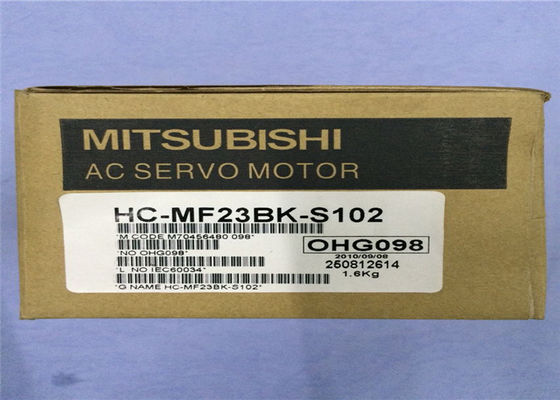 MITSUBISHI
AC SERVO MOTOR
HC-MF23BK-S102
*M CODE M70456480 098*
*NO OHG098*
*L NO IEC60034*
*G NAME HC-MF23BK-S102*
OHG098
2010/09/08
250812614
1.6Kg